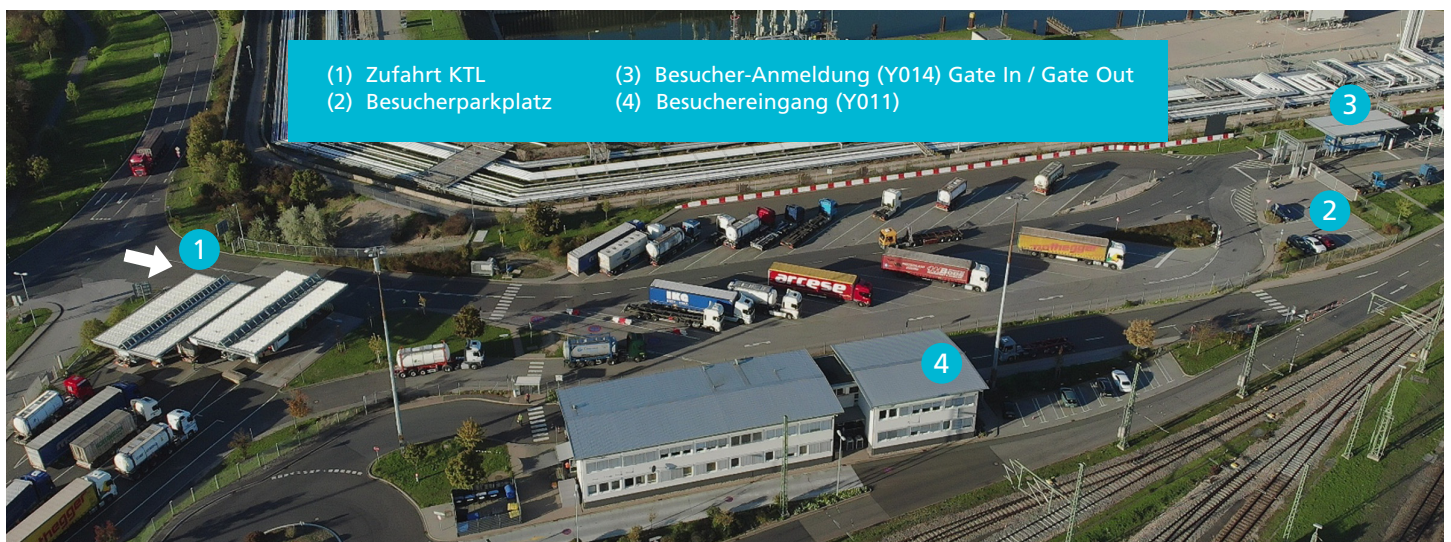 (1) Zufahrt KTL
(2) Besucherparkplatz
(3) Besucher-Anmeldung (Y014) Gate In / Gate Out
(4) Besuchereingang (Y011)
3
2
1
4
arcese